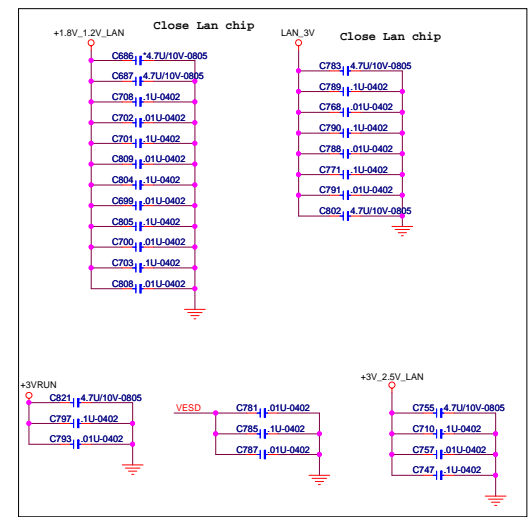 Close Lan chip
+1.8V_1.2V_LAN
C686 *4.7U/10V-0805
C687 4.7U/10V-0805
C708 .1U-0402
C702 .01U-0402
C701 .1U-0402
C809 .01U-0402
C804 .1U-0402
C699 .01U-0402
C805 .1U-0402
C700 .01U-0402
C703 .1U-0402
C808 .01U-0402
LAN_3V
Close Lan chip
C783 4.7U/10V-0805
C789 .1U-0402
C768 .01U-0402
C790 .1U-0402
C788 .01U-0402
C771 .1U-0402
C791 .01U-0402
C802 4.7U/10V-0805
+3VRUN
C821 4.7U/10V-0805
C797 .1U-0402
C793 .01U-0402
VESD
C781 .01U-0402
C785 .1U-0402
C787 .01U-0402
+3V_2.5V_LAN
C755 4.7U/10V-0805
C710 .1U-0402
C757 .01U-0402
C747 .1U-0402